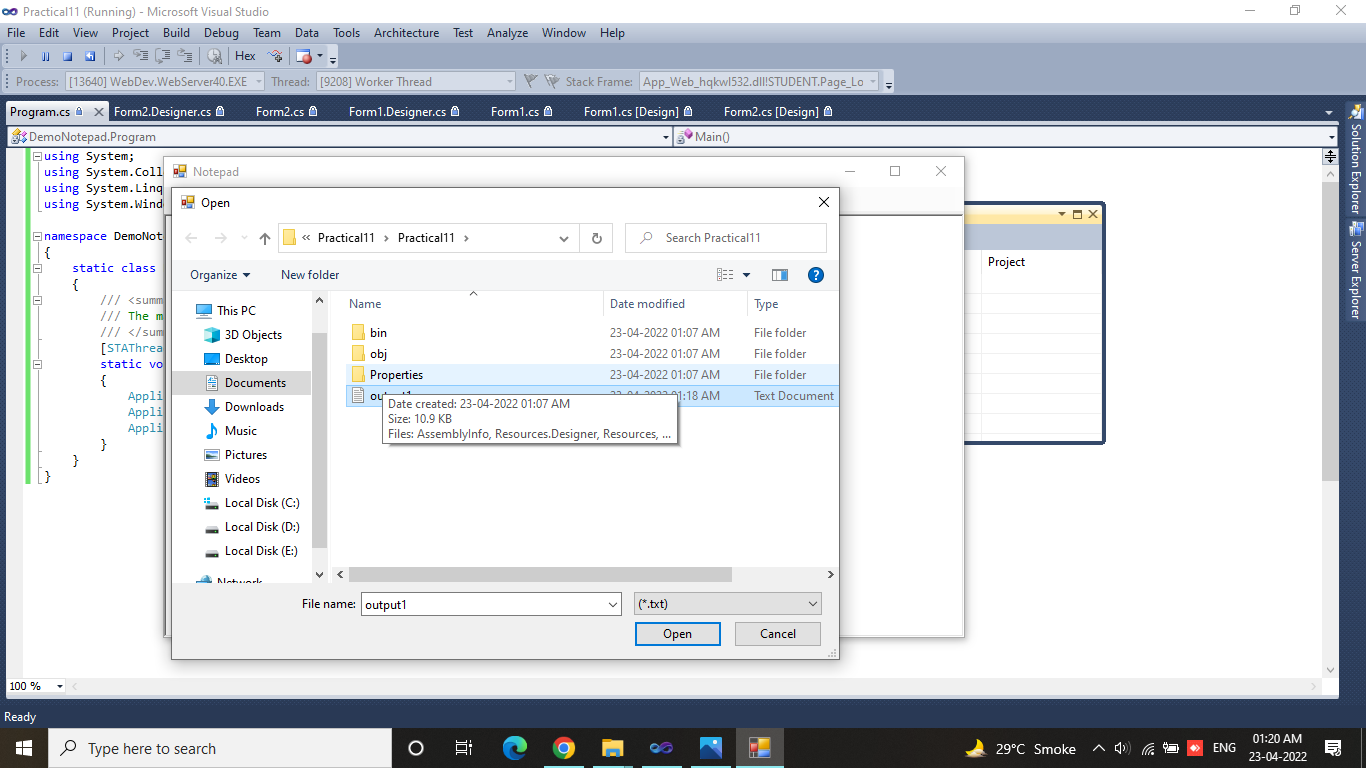 Practical11 (Running) - Microsoft Visual Studio
File Edit View Project Build Debug Team Data Tools Architecture Test Analyze Window Help
Hex
Process: [13640] WebDev.WebServer40.EXE Thread: [9208] Worker Thread Stack Frame: App_Web_hqkwl532.dll!STUDENT.Page_Lo
Program.cs Form2.Designer.cs Form2.cs Form1.Designer.cs Form1.cs Form1.cs [Design] Form2.cs [Design]
DemoNotepad.Program Main()
using System;
using System.Coll
using System.Linq
using System.Wind
namespace DemoNot
{
static class
{
/// <summ
/// The m
/// </sum
[STAThrea
static vo
{
Appli
Appli
Appli
}
}
}
Notepad
Open
« Practical11 › Practical11 ›
Search Practical11
Organize New folder
This PC
3D Objects
Desktop
Documents
Downloads
Music
Pictures
Videos
Local Disk (C:)
Local Disk (D:)
Local Disk (E:)
Network
Name Date modified Type
bin 23-04-2022 01:07 AM File folder
obj 23-04-2022 01:07 AM File folder
Properties 23-04-2022 01:07 AM File folder
output1 23-04-2022 01:18 AM Text Document
Date created: 23-04-2022 01:07 AM
Size: 10.9 KB
Files: AssemblyInfo, Resources.Designer, Resources, ...
File name: output1 (*.txt)
Open Cancel
Project
Solution Explorer
Server Explorer
100 %
Ready
Type here to search
29°C Smoke ENG
01:20 AM
23-04-2022